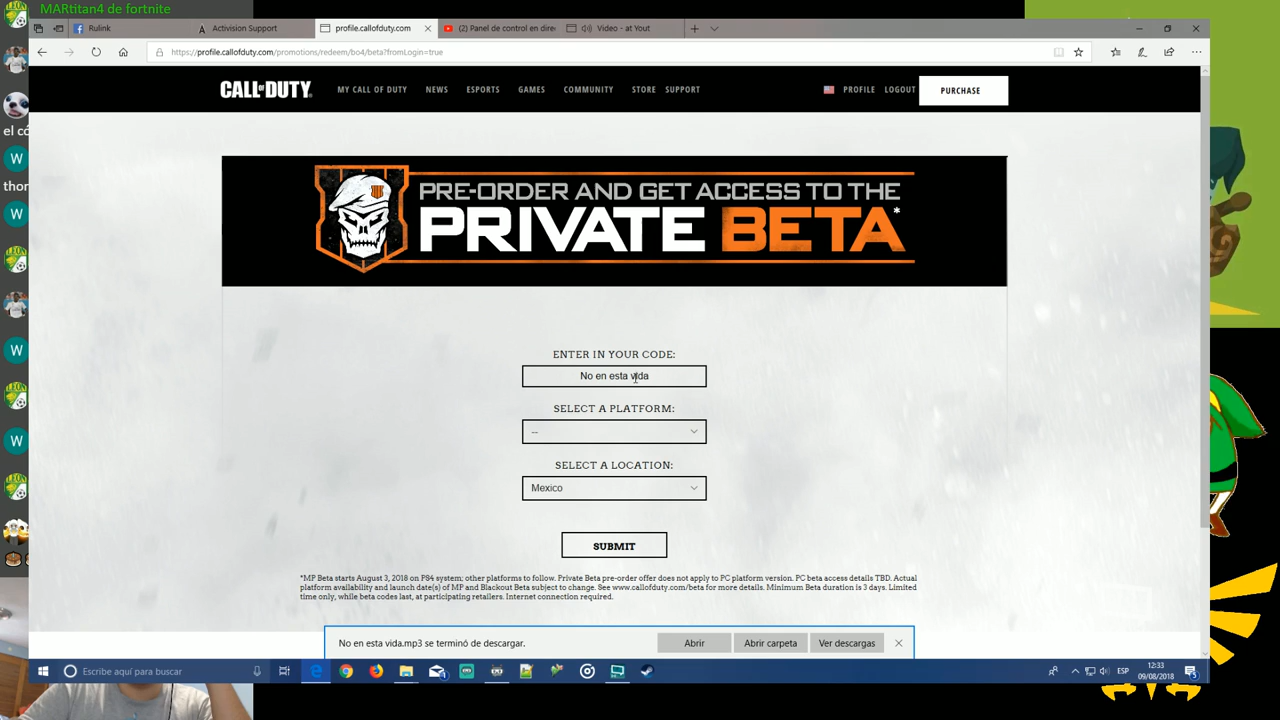 MARtitan4 de fortnite
Rulink
Activision Support
profile.callofduty.com
(2) Panel de control en direc
Video - at Yout
https://profile.callofduty.com/promotions/redeem/bo4/beta?fromLogin=true
CALL OF DUTY
MY CALL OF DUTY
NEWS
ESPORTS
GAMES
COMMUNITY
STORE
SUPPORT
PROFILE
LOGOUT
PURCHASE
el c
W
thor
W
PRE-ORDER AND GET ACCESS TO THE
PRIVATE BETA*
LEON
W
ENTER IN YOUR CODE:
No en esta vida
SELECT A PLATFORM:
--
W
SELECT A LOCATION:
Mexico
SUBMIT
*MP Beta starts August 3, 2018 on PS4 system; other platforms to follow. Private Beta pre-order offer does not apply to PC platform version. PC beta access details TBD. Actual
platform availability and launch date(s) of MP and Blackout Beta subject to change. See www.callofduty.com/beta for more details. Minimum Beta duration is 3 days. Limited
time only, while beta codes last, at participating retailers. Internet connection required.
No en esta vida.mp3 se terminó de descargar.
Abrir
Abrir carpeta
Ver descargas
Escribe aquí para buscar
ESP
12:33
09/08/2018